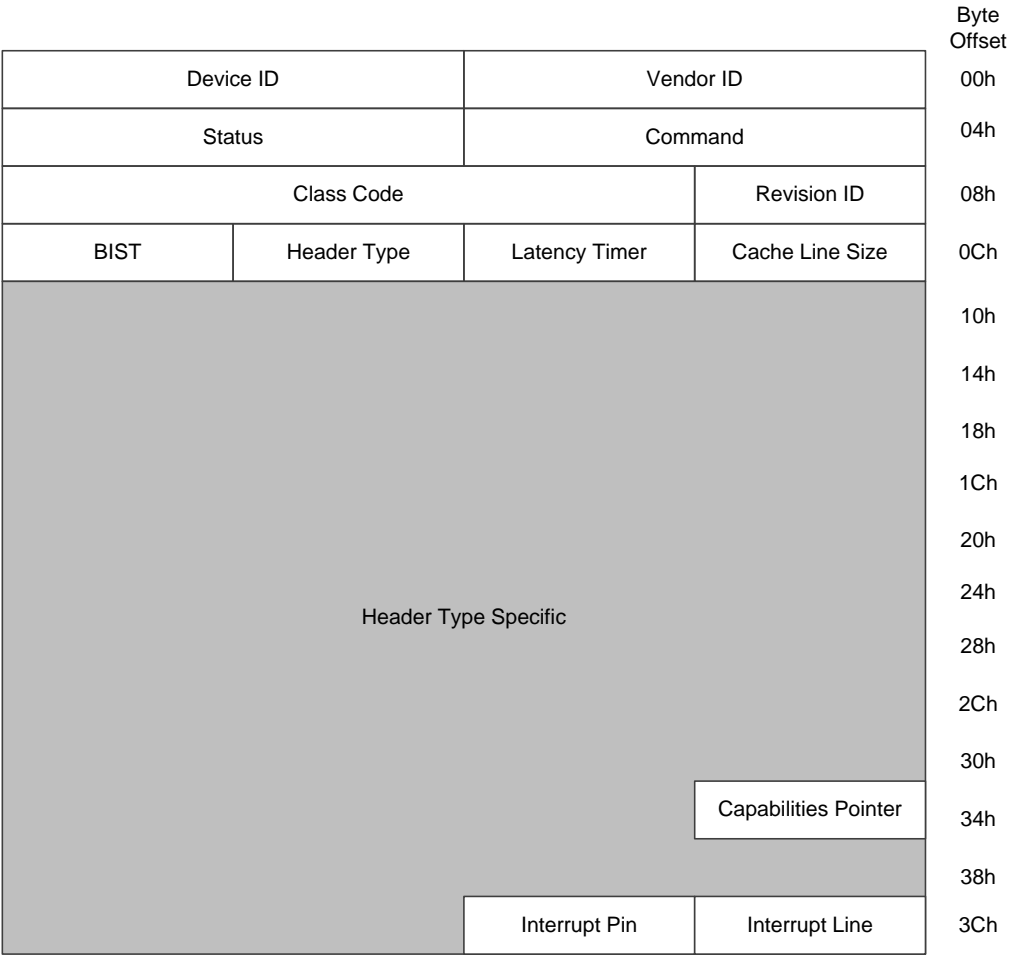 Byte
Offset
Device ID Vendor ID 00h
Status Command 04h
Class Code Revision ID 08h
BIST Header Type Latency Timer Cache Line Size 0Ch
10h
14h
18h
1Ch
20h
24h
Header Type Specific
28h
2Ch
30h
Capabilities Pointer 34h
38h
Interrupt Pin Interrupt Line 3Ch